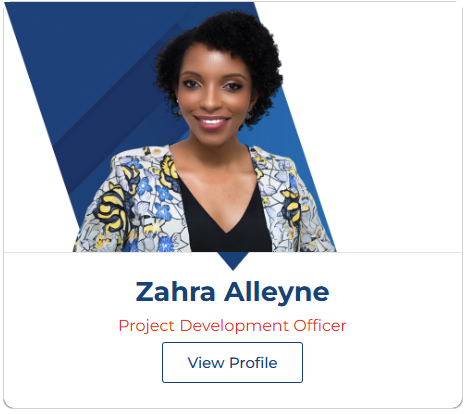 Zahra Alleyne
Project Development Officer
View Profile